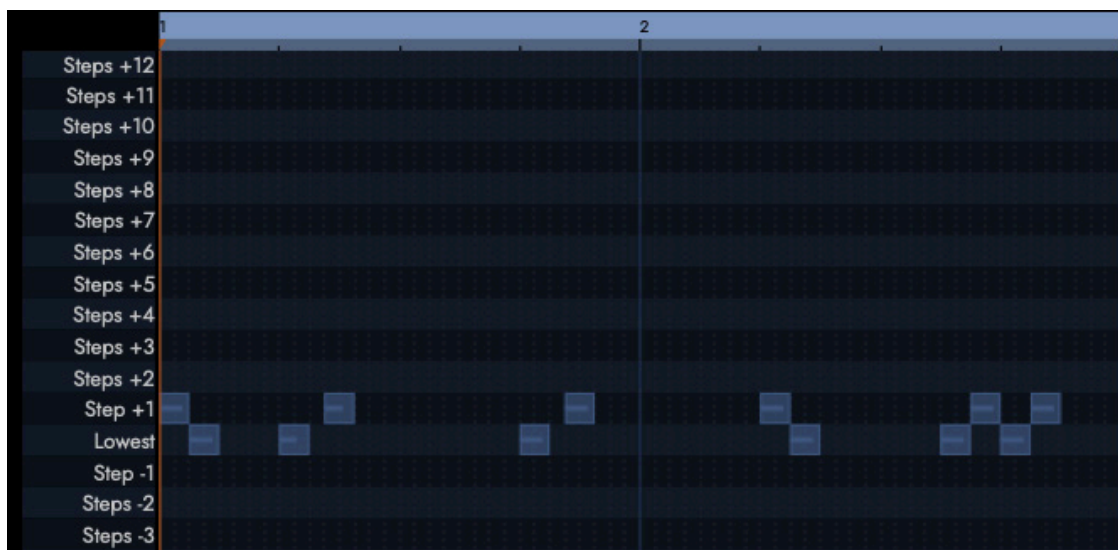 1 2
Steps +12
Steps +11
Steps +10
Steps +9
Steps +8
Steps +7
Steps +6
Steps +5
Steps +4
Steps +3
Steps +2
Step +1
Lowest
Step -1
Steps -2
Steps -3